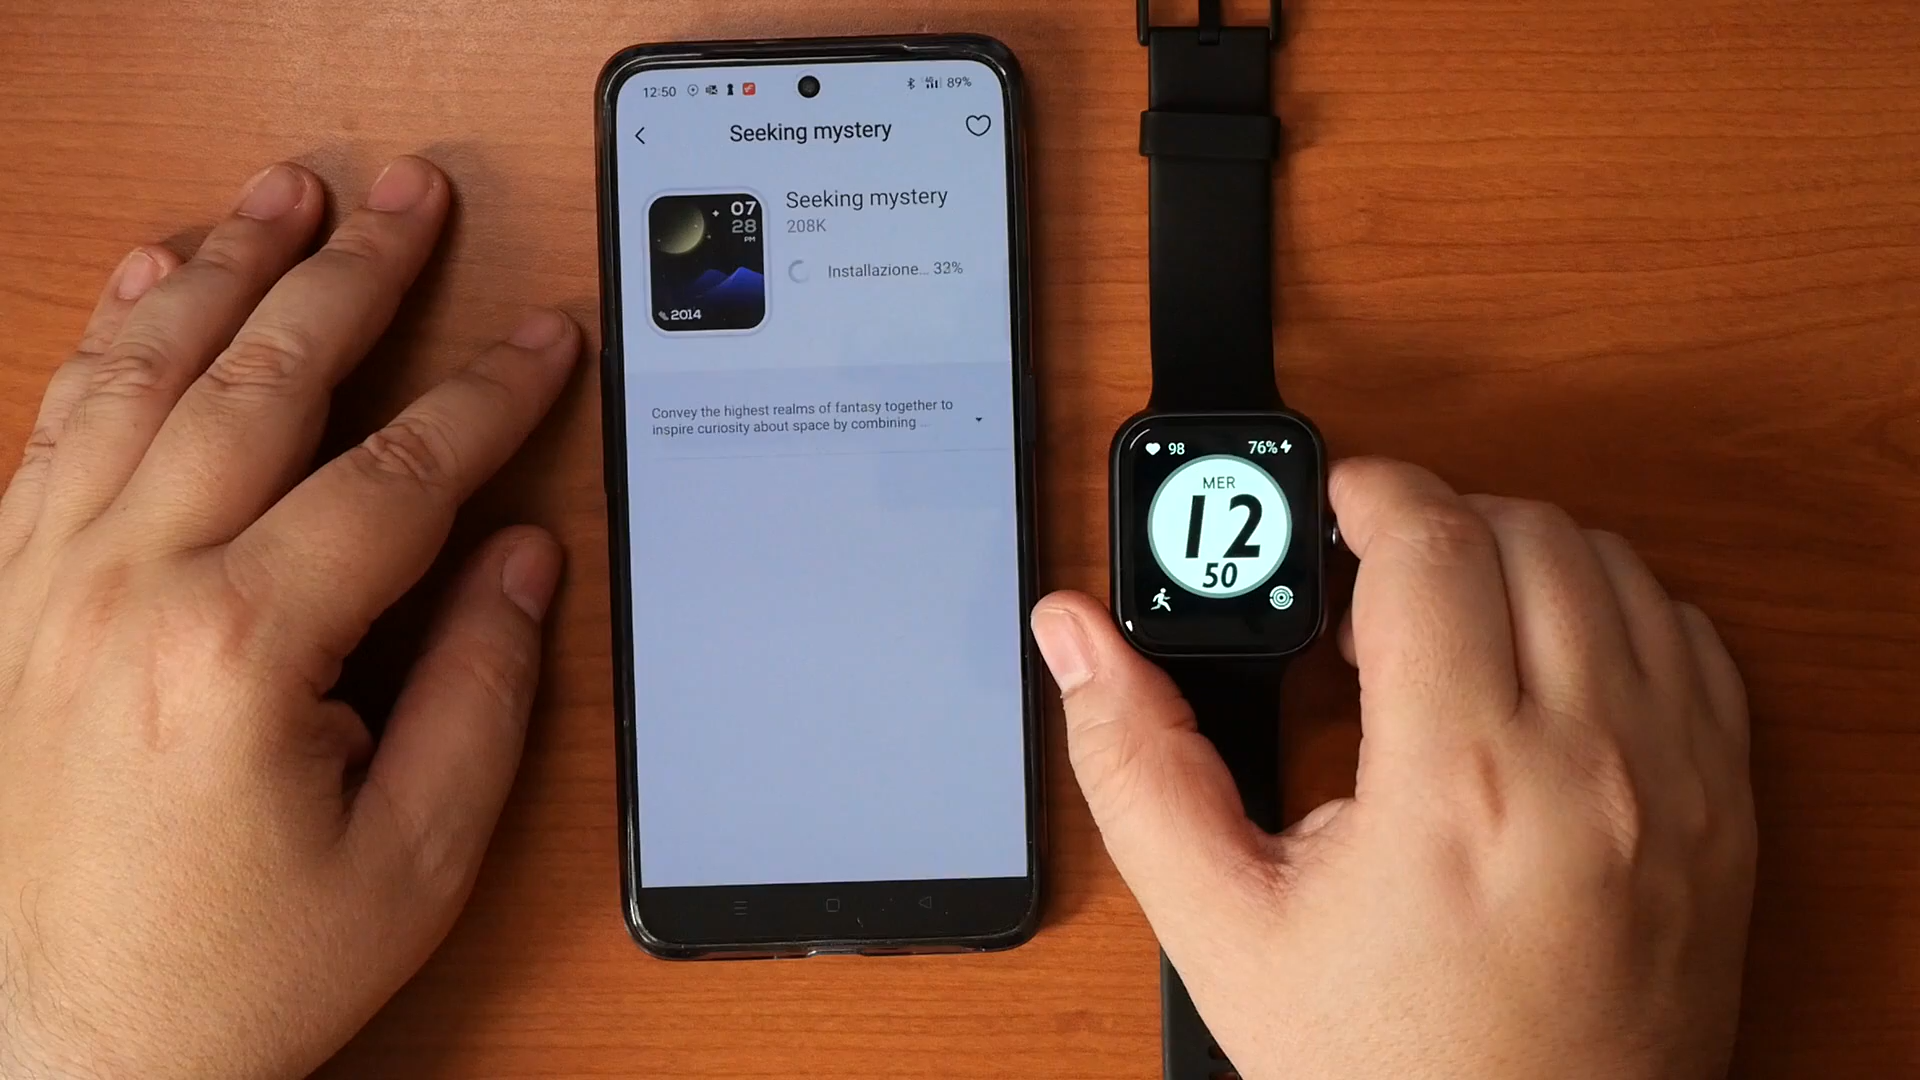 12:50
89%
Seeking mystery
Seeking mystery
208K
Installazione... 33%
07
28
PM
2014
Convey the highest realms of fantasy together to
inspire curiosity about space by combining ...
98
76%
MER
12
50